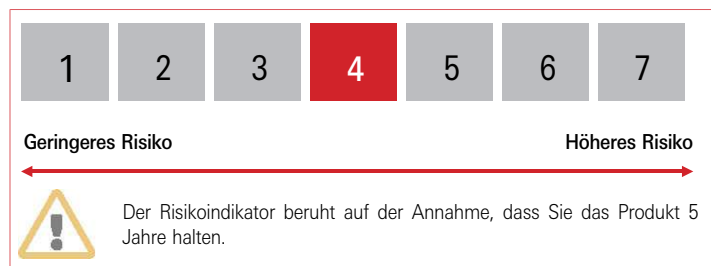 1 2 3 4 5 6 7
Geringeres Risiko Höheres Risiko
Der Risikoindikator beruht auf der Annahme, dass Sie das Produkt 5
Jahre halten.